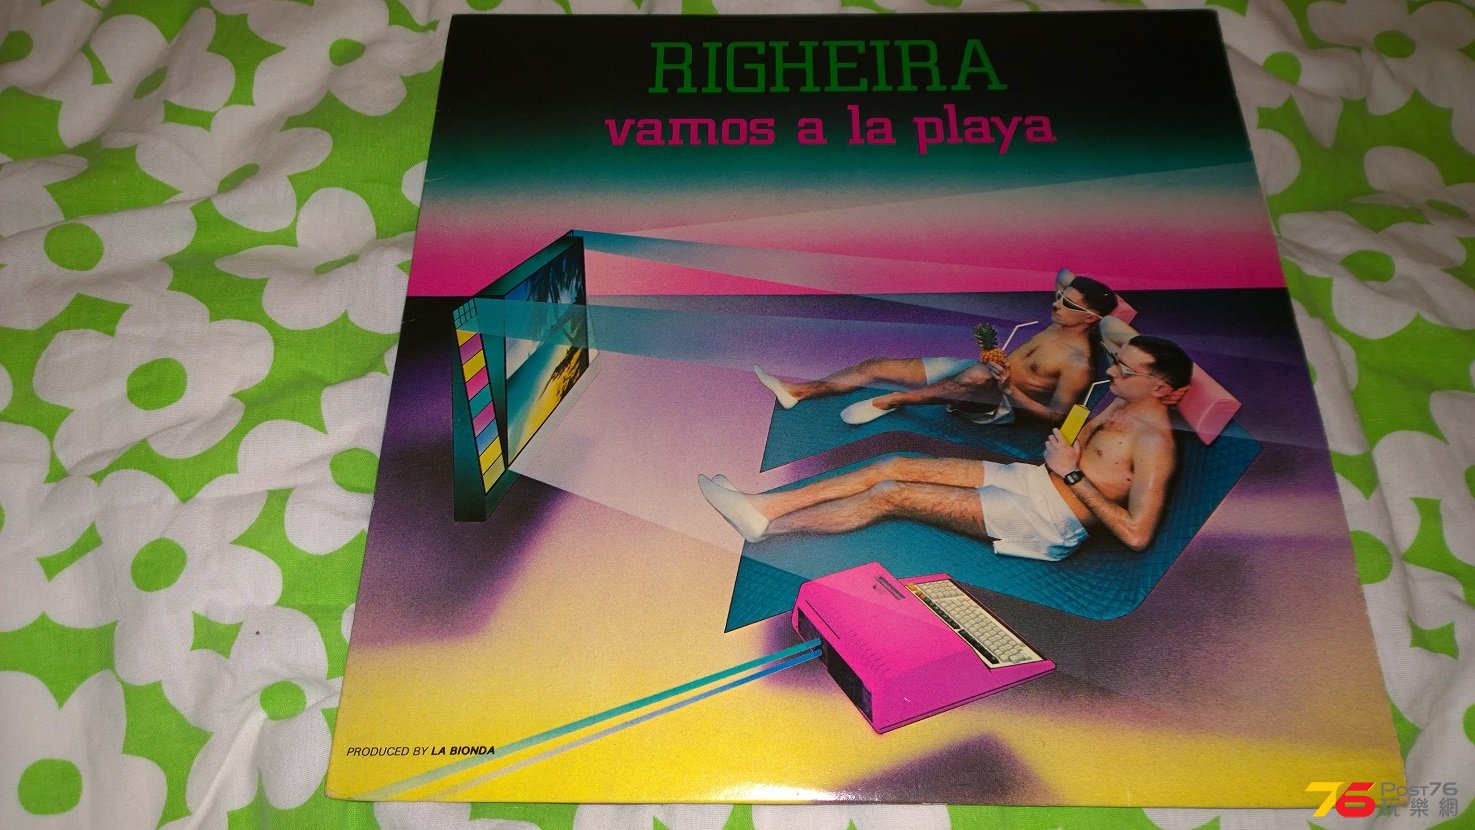 RIGHEIRA
vamos a la playa
PRODUCED BY LA BIONDA
76 POST76
玩樂網